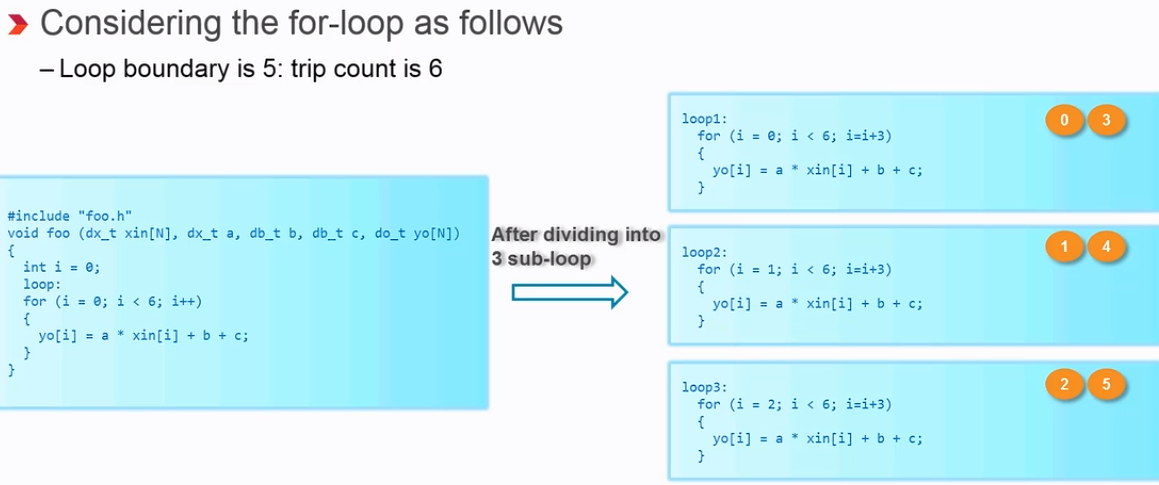 Considering the for-loop as follows
– Loop boundary is 5: trip count is 6
#include "foo.h"
void foo (dx_t xin[N], dx_t a, db_t b, db_t c, do_t yo[N])
{
int i = 0;
loop:
for (i = 0; i < 6; i++)
{
yo[i] = a * xin[i] + b + c;
}
}
After dividing into
3 sub-loop
loop1:
for (i = 0; i < 6; i=i+3)
{
yo[i] = a * xin[i] + b + c;
}
0 3
loop2:
for (i = 1; i < 6; i=i+3)
{
yo[i] = a * xin[i] + b + c;
}
1 4
loop3:
for (i = 2; i < 6; i=i+3)
{
yo[i] = a * xin[i] + b + c;
}
2 5